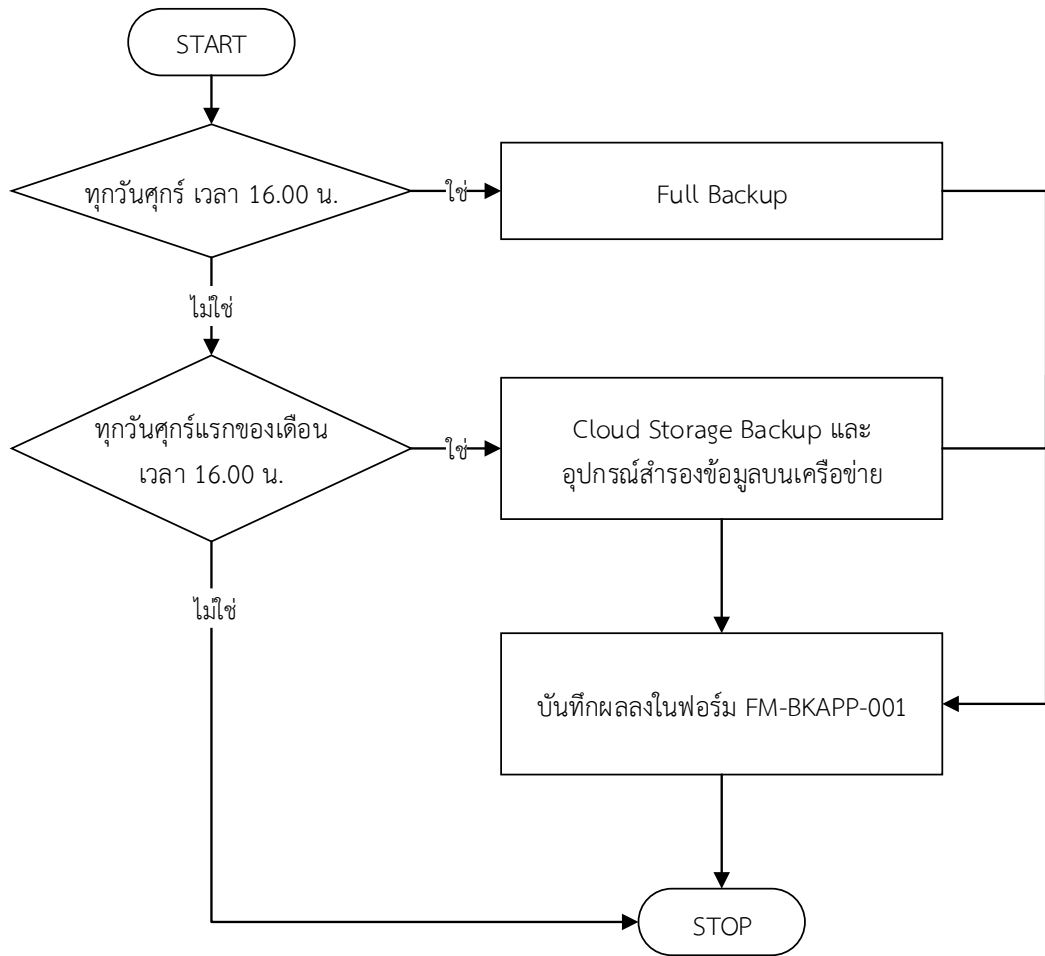 START
ทุกวันศุกร์ เวลา 16.00 น.
ใช่
Full Backup
ไม่ใช่
ทุกวันศุกร์แรกของเดือน
เวลา 16.00 น.
ใช่
Cloud Storage Backup และ
อุปกรณ์สำรองข้อมูลบนเครือข่าย
ไม่ใช่
บันทึกผลลงในฟอร์ม FM-BKAPP-001
STOP